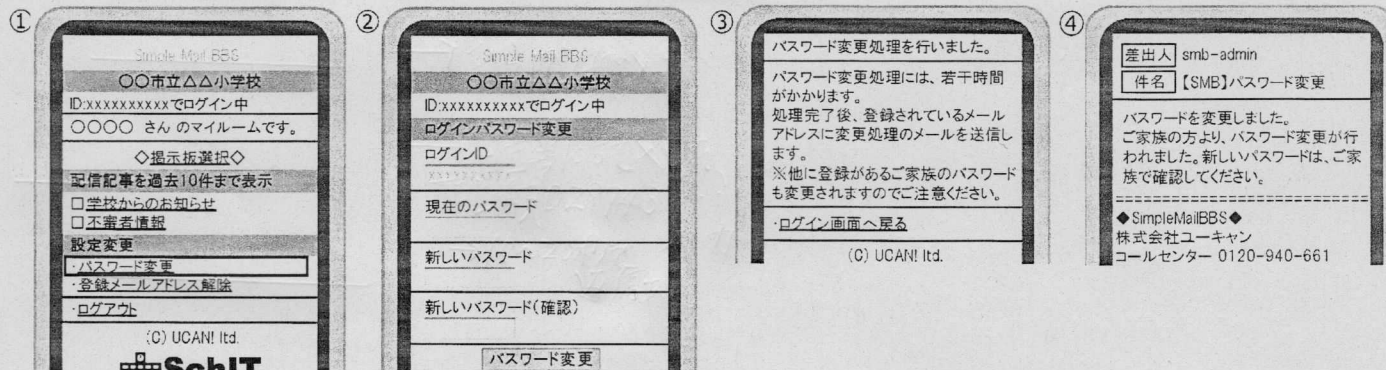 ①
Simple Mail BBS
〇〇市立△△小学校
ID:xxxxxxxxxxでログイン中
〇〇〇〇 さん のマイルームです。
◇掲示板選択◇
配信記事を過去10件まで表示
□学校からのお知らせ
□不審者情報
設定変更
・パスワード変更
・登録メールアドレス解除
・ログアウト
(C) UCAN! ltd.
SchIT
②
Simple Mail BBS
〇〇市立△△小学校
ID:xxxxxxxxxxでログイン中
ログインパスワード変更
ログインID
xxxxxxxxxx
現在のパスワード
新しいパスワード
新しいパスワード(確認)
パスワード変更
③
パスワード変更処理を行いました。
パスワード変更処理には、若干時間
がかかります。
処理完了後、登録されているメール
アドレスに変更処理のメールを送信し
ます。
※他に登録があるご家族のパスワード
も変更されますのでご注意ください。
・ログイン画面へ戻る
(C) UCAN! ltd.
④
差出人 smb-admin
件名 【SMB】パスワード変更
パスワードを変更しました。
ご家族の方より、パスワード変更が行
われました。新しいパスワードは、ご家
族で確認してください。
==============================
◆SimpleMailBBS◆
株式会社ユーキャン
コールセンター 0120-940-661